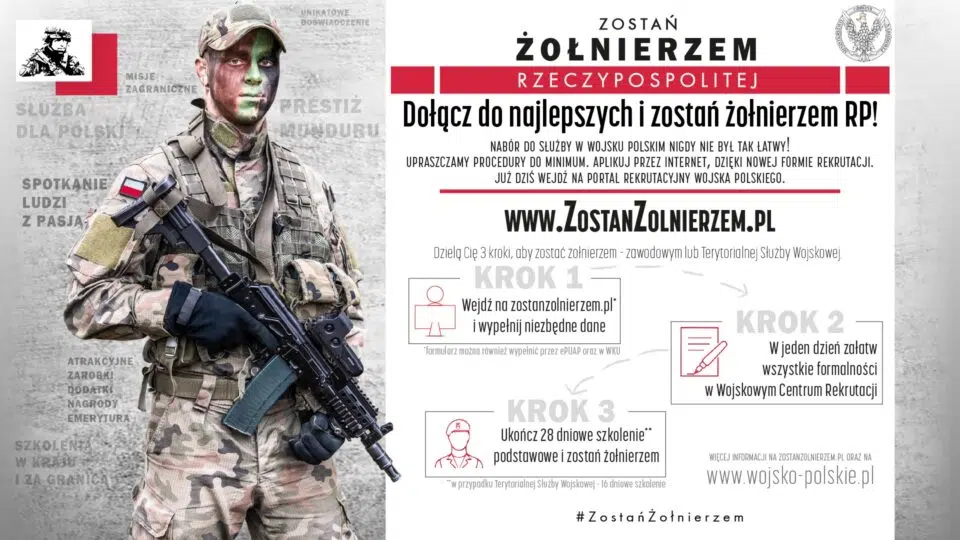 UNIKATOWE
DOŚWIADCZENIE
MISJE
ZAGRANICZNE
SŁUŻBA
DLA POLSKI
PRESTIŻ
MUNDURU
SPOTKANIE
LUDZI
Z PASJĄ
ATRAKCYJNE
ZAROBKI
DODATKI
NAGRODY
EMERYTURA
SZKOLENIA
W KRAJU
I ZA GRANICĄ
ZOSTAŃ
ŻOŁNIERZEM
RZECZYPOSPOLITEJ
Dołącz do najlepszych i zostań żołnierzem RP!
NABÓR DO SŁUŻBY W WOJSKU POLSKIM NIGDY NIE BYŁ TAK ŁATWY!
UPRASZCZAMY PROCEDURY DO MINIMUM. APLIKUJ PRZEZ INTERNET, DZIĘKI NOWEJ FORMIE REKRUTACJI.
JUŻ DZIŚ WEJDŹ NA PORTAL REKRUTACYJNY WOJSKA POLSKIEGO.
WWW.ZOSTANZOLNIERZEM.PL
Dzielą Cię 3 kroki, aby zostać żołnierzem - zawodowym lub Terytorialnej Służby Wojskowej.
KROK 1
Wejdź na zostanzolnierzem.pl*
i wypełnij niezbędne dane
*formularz można również wypełnić przez ePUAP oraz w WKU
KROK 2
W jeden dzień załatw
wszystkie formalności
w Wojskowym Centrum Rekrutacji
KROK 3
Ukończ 28 dniowe szkolenie**
podstawowe i zostań żołnierzem
**w przypadku Terytorialnej Służby Wojskowej - 16 dniowe szkolenie
WIĘCEJ INFORMACJI NA ZOSTANZOLNIERZEM.PL ORAZ NA
www.wojsko-polskie.pl
#ZostańŻołnierzem